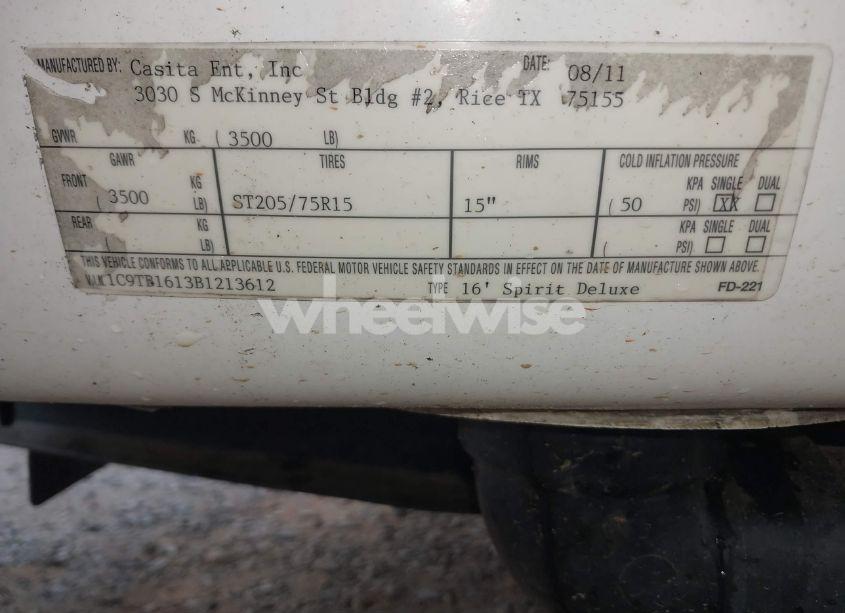 MANUFACTURED BY: Casita Ent, Inc DATE: 08/11
3030 S McKinney St Bldg #2, Rice TX 75155
GVWR KG ( 3500 LB)
GAWR TIRES RIMS COLD INFLATION PRESSURE
FRONT KG KPA SINGLE DUAL
( 3500 LB) ST205/75R15 15" ( 50 PSI) XX
REAR KG KPA SINGLE DUAL
( LB) ( PSI)
THIS VEHICLE CONFORMS TO ALL APPLICABLE U.S. FEDERAL MOTOR VEHICLE SAFETY STANDARDS IN EFFECT ON THE DATE OF MANUFACTURE SHOWN ABOVE.
1C9TB1613B1213612 TYPE 16' Spirit Deluxe FD-221
wheelwise